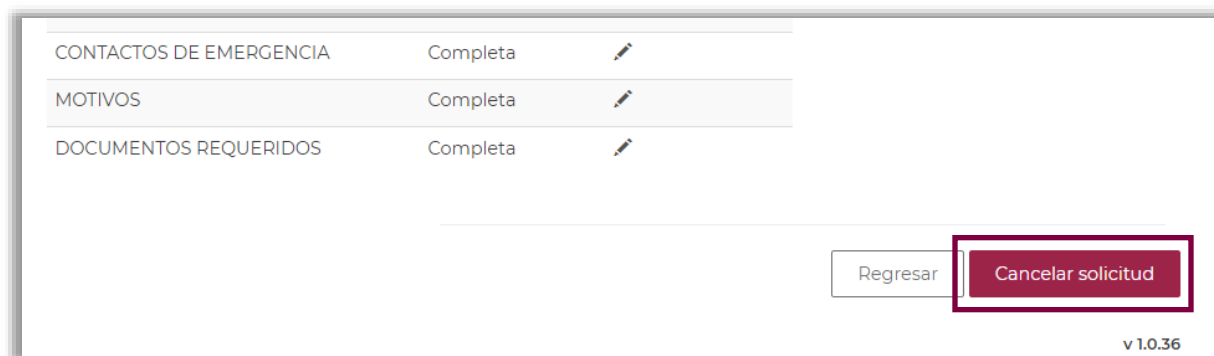 CONTACTOS DE EMERGENCIA Completa
MOTIVOS Completa
DOCUMENTOS REQUERIDOS Completa
Regresar Cancelar solicitud
v 1.0.36